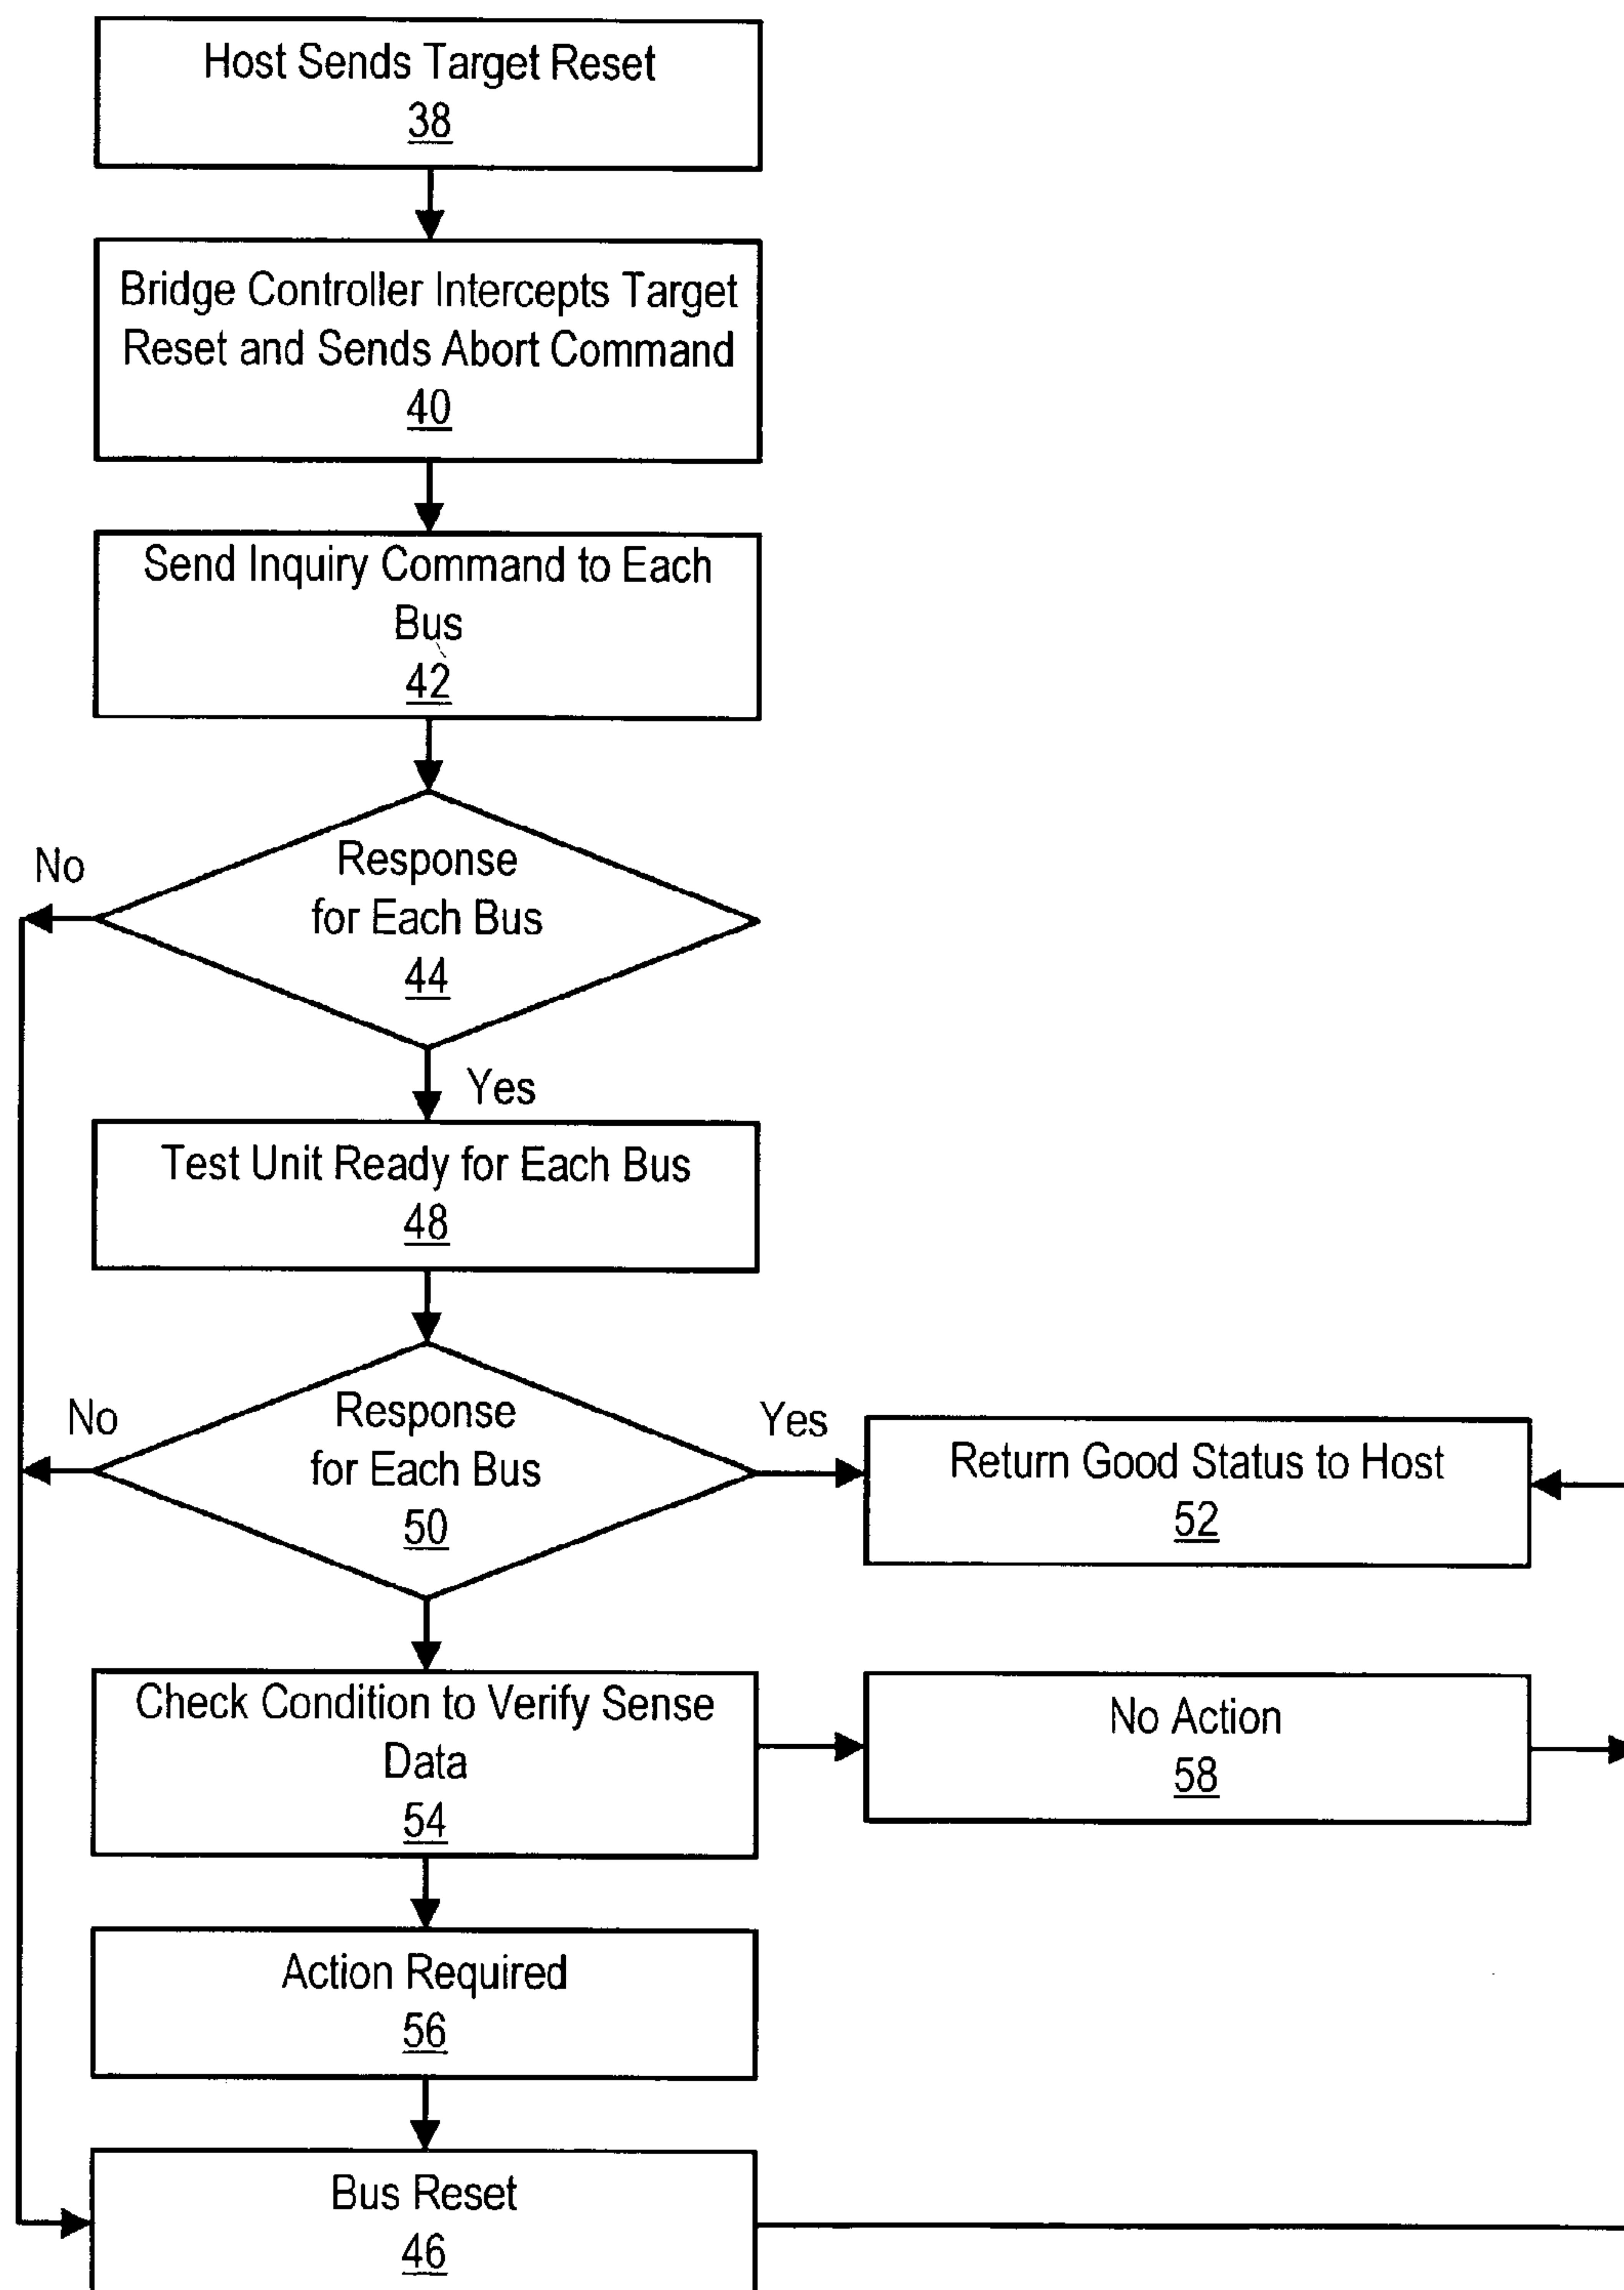 Host Sends Target Reset
38
Bridge Controller Intercepts Target
Reset and Sends Abort Command
40
Send Inquiry Command to Each
Bus
42
Response
for Each Bus
44
No
Yes
Test Unit Ready for Each Bus
48
Response
for Each Bus
50
No
Yes
Return Good Status to Host
52
Check Condition to Verify Sense
Data
54
No Action
58
Action Required
56
Bus Reset
46